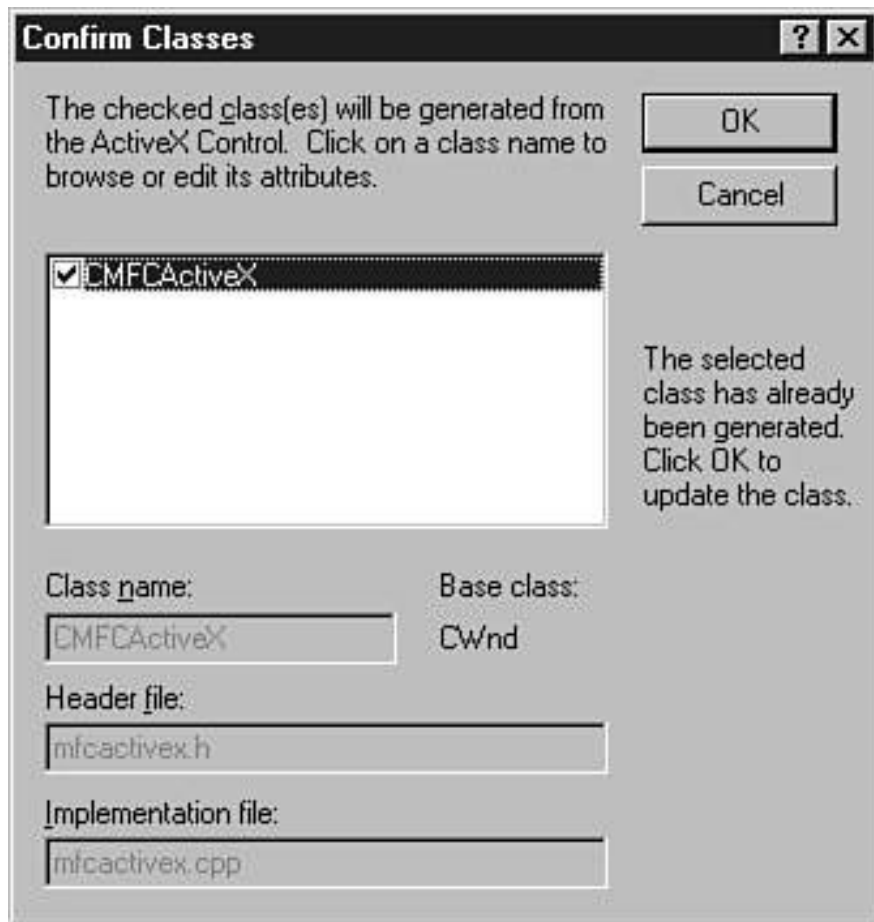 Confirm Classes
The checked class(es) will be generated from
the ActiveX Control.  Click on a class name to
browse or edit its attributes.
OK
Cancel
CMFCActiveX
The selected
class has already
been generated.
Click OK to
update the class.
Class name:
Base class:
CMFCActiveX
CWnd
Header file:
mfcactivex.h
Implementation file:
mfcactivex.cpp